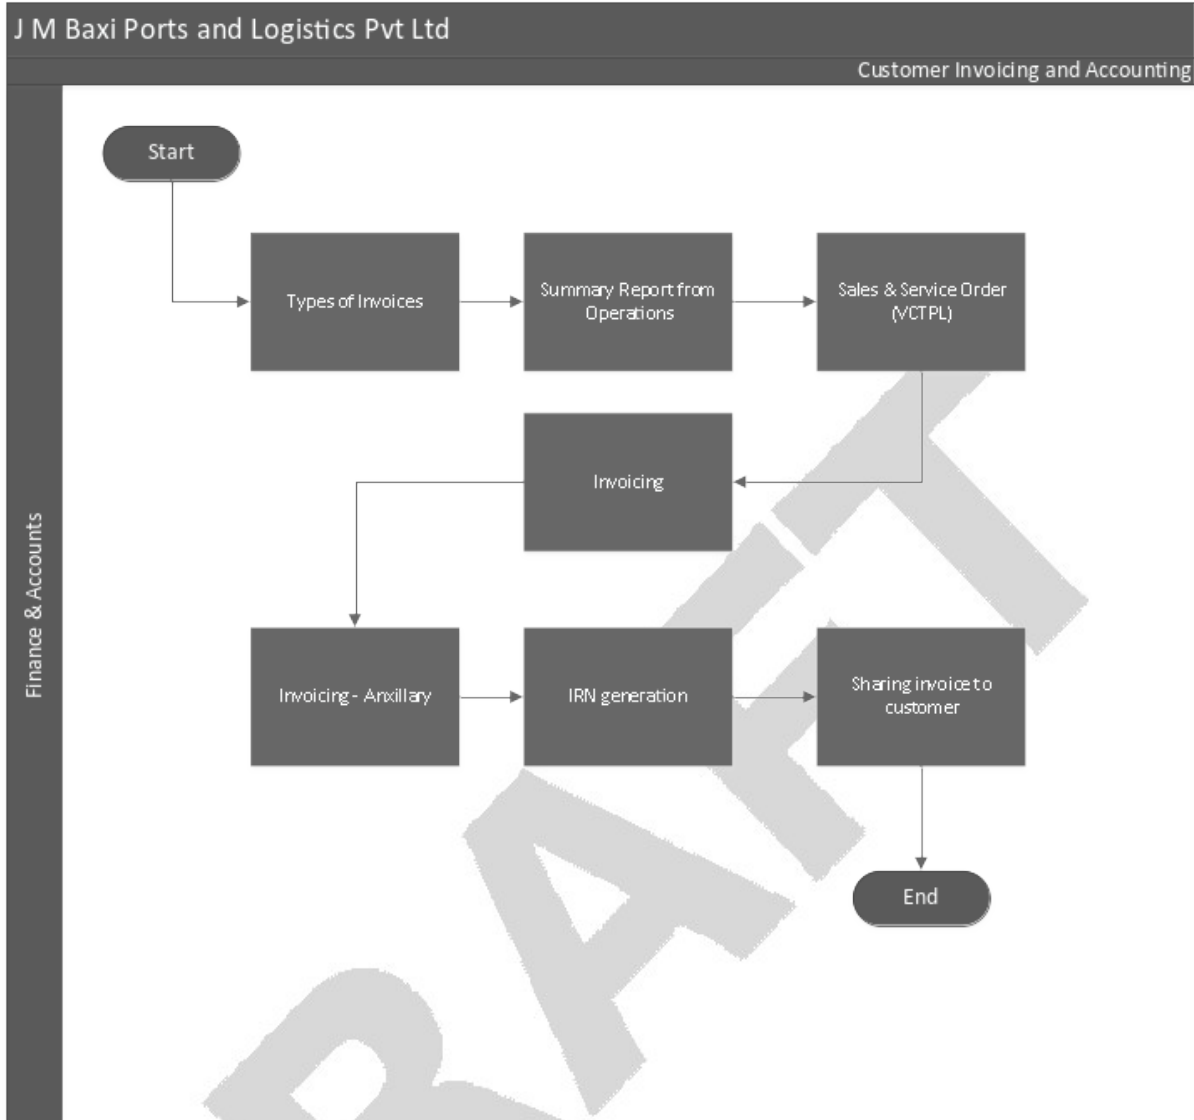 J M Baxi Ports and Logistics Pvt Ltd
Customer Invoicing and Accounting
Finance & Accounts
Start
Types of Invoices
Summary Report from
Operations
Sales & Service Order
(VCTPL)
Invoicing
Invoicing - Anxillary
IRN generation
Sharing invoice to
customer
End
RAFT